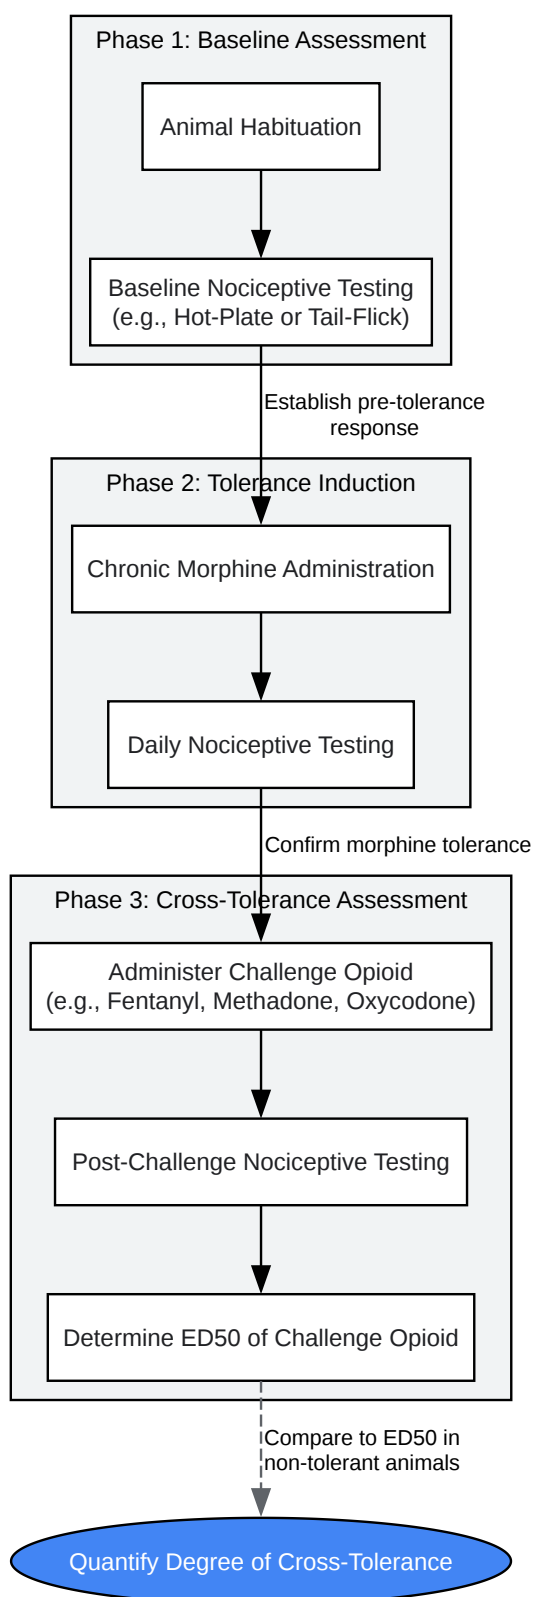 Phase 1: Baseline Assessment
Animal Habituation
Baseline Nociceptive Testing
(e.g., Hot-Plate or Tail-Flick)
Establish pre-tolerance
response
Phase 2: Tolerance Induction
Chronic Morphine Administration
Daily Nociceptive Testing
Confirm morphine tolerance
Phase 3: Cross-Tolerance Assessment
Administer Challenge Opioid
(e.g., Fentanyl, Methadone, Oxycodone)
Post-Challenge Nociceptive Testing
Determine ED50 of Challenge Opioid
Compare to ED50 in
non-tolerant animals
Quantify Degree of Cross-Tolerance